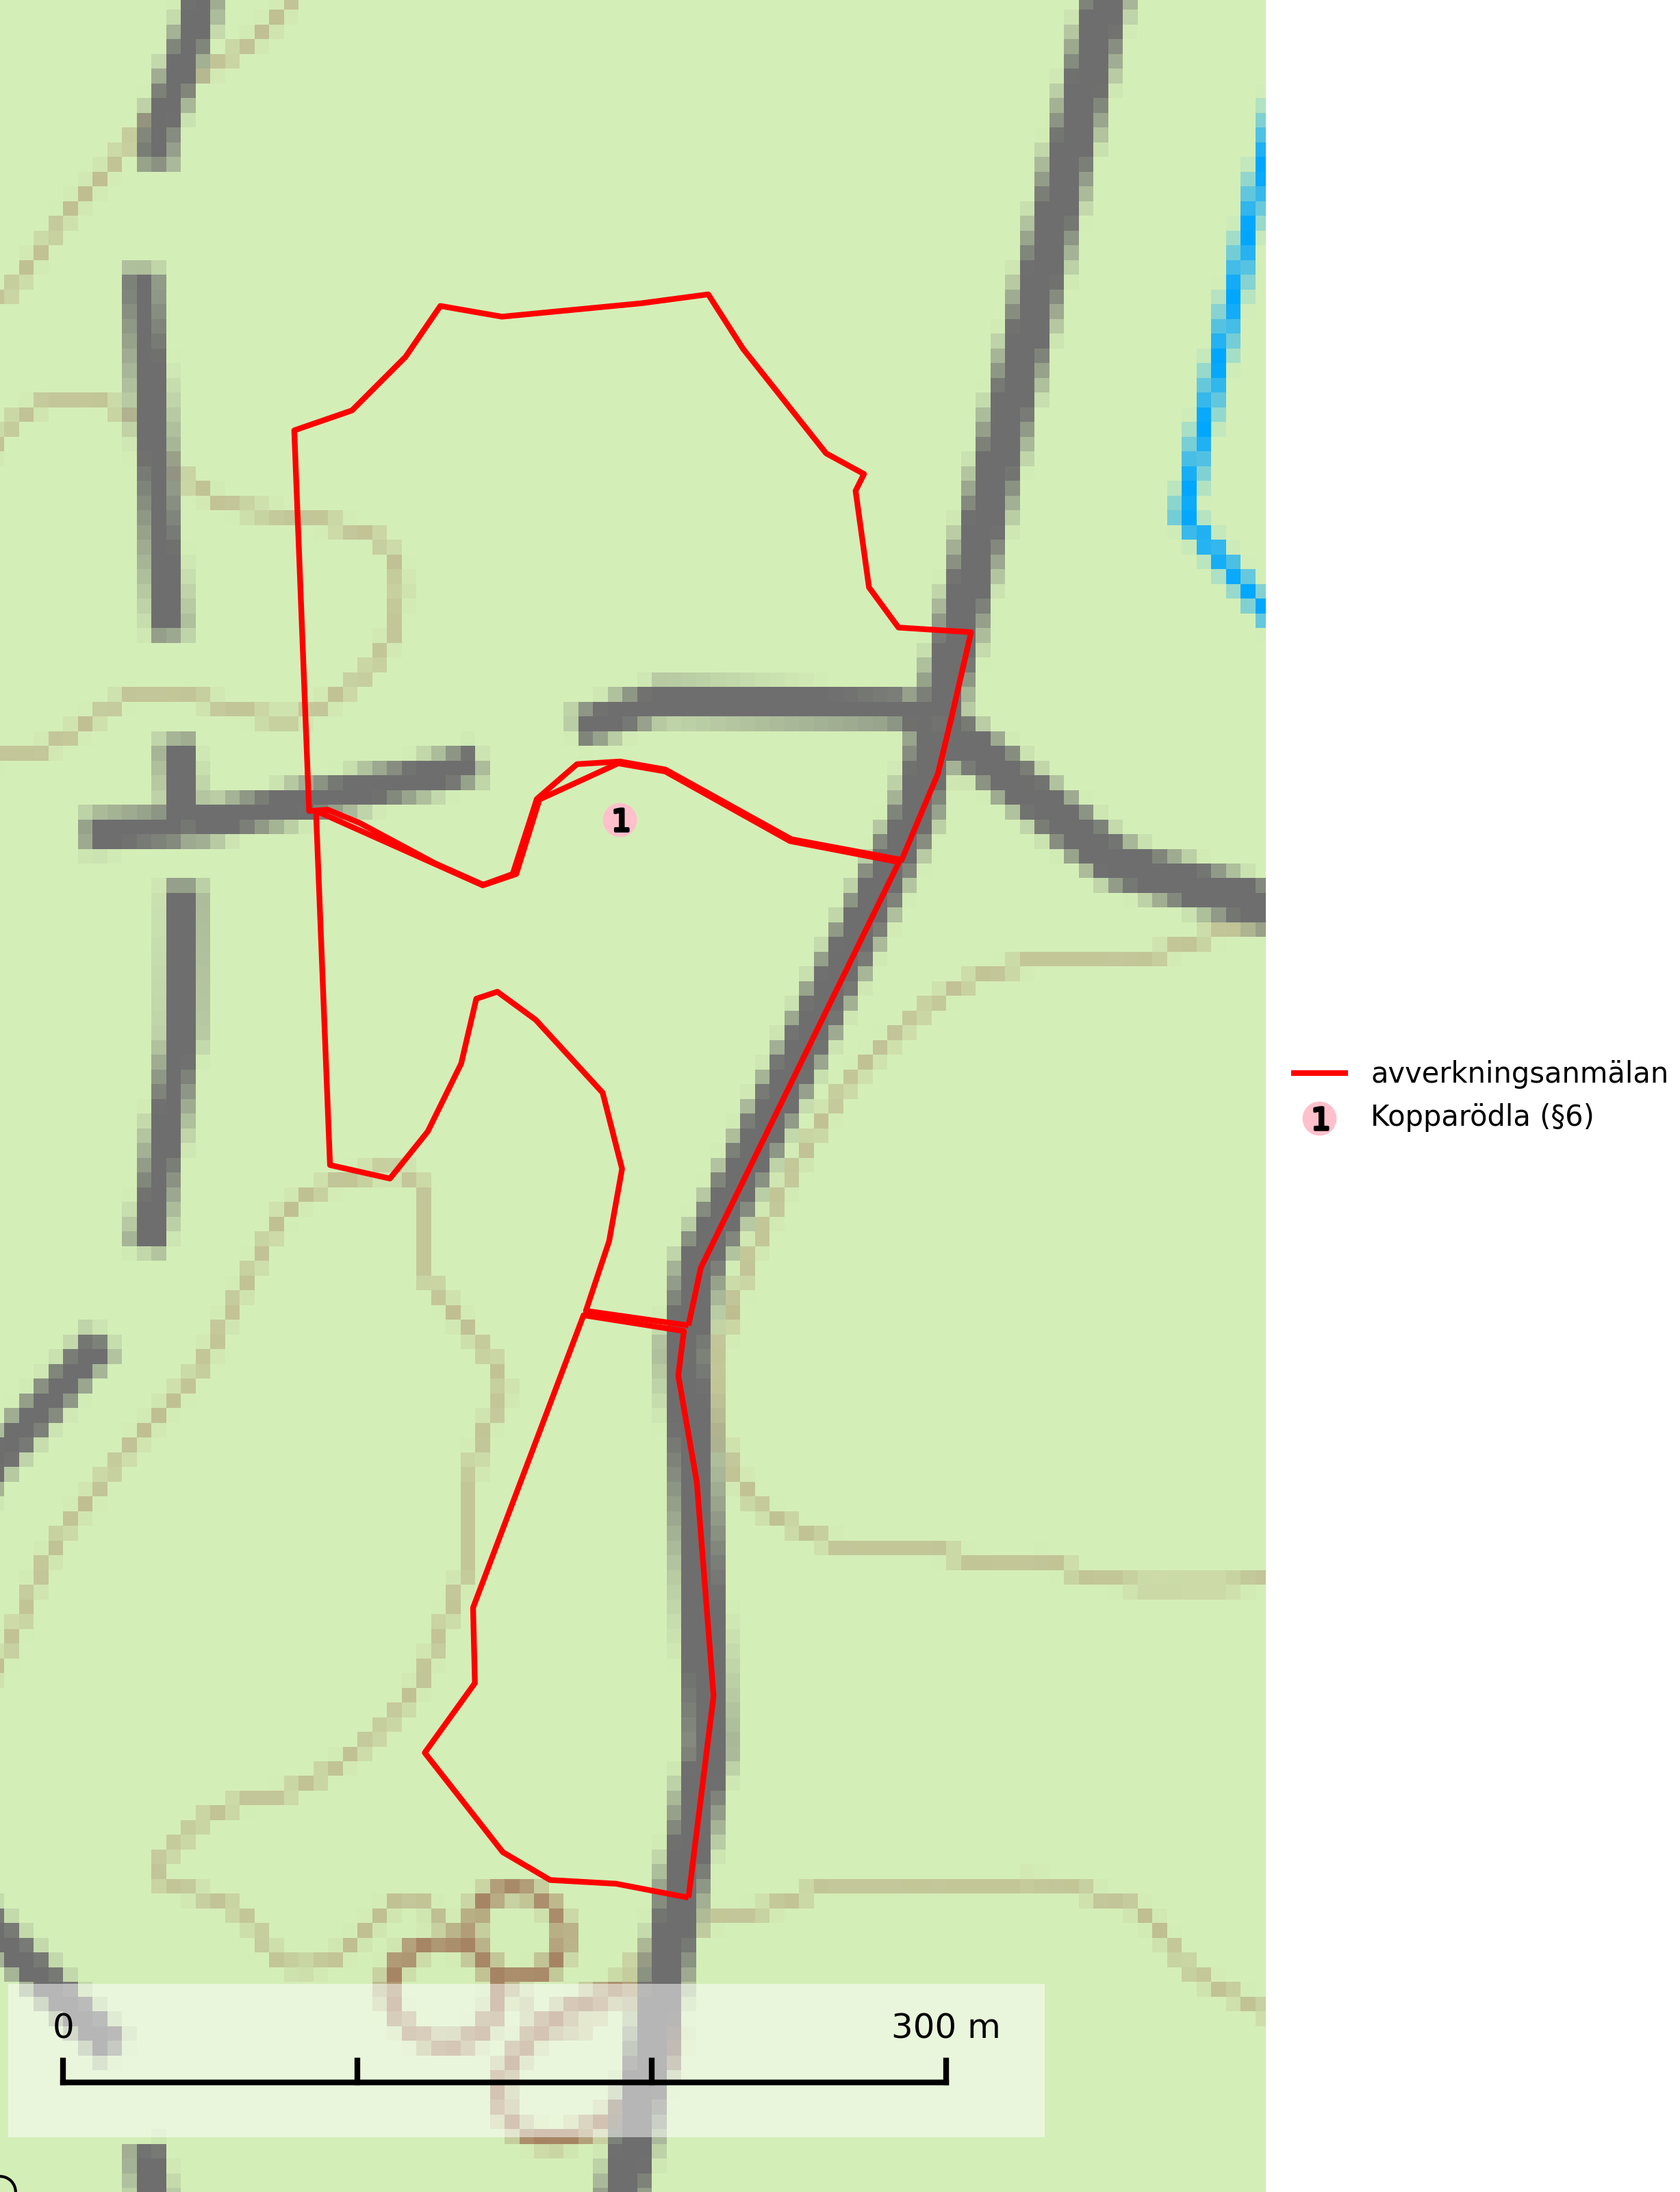 1
avverkningsanmälan
1 Kopparödla (§6)
0 300 m